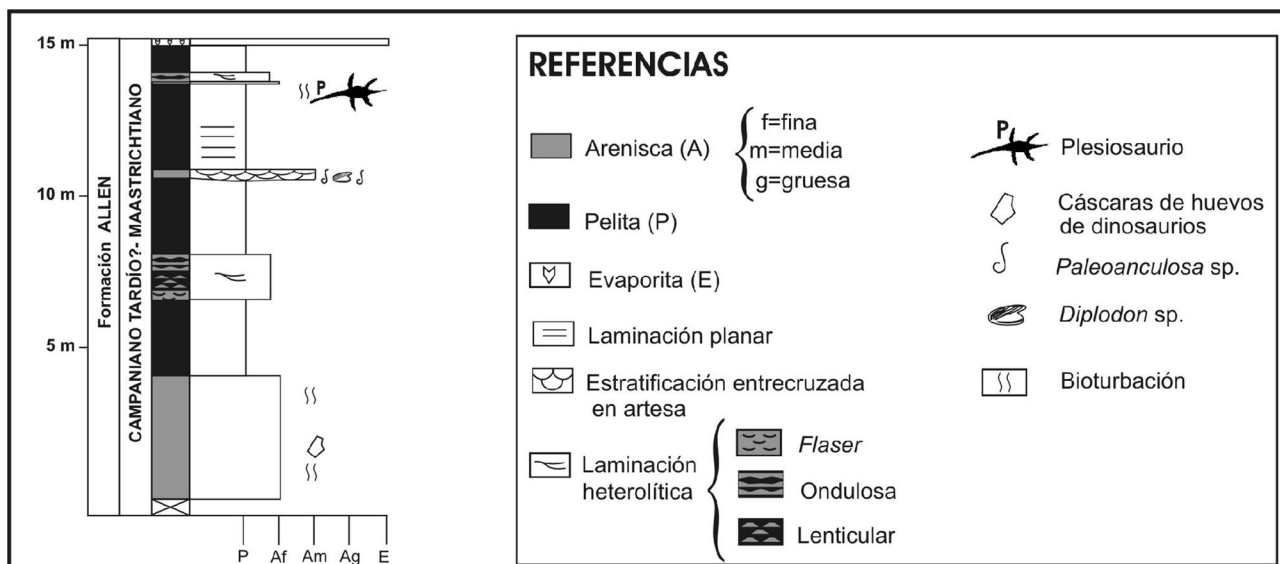 15 m
10 m
5 m
Formación ALLEN
CAMPANIANO TARDÍO?- MAASTRICHTIANO
P
P
Af
Am
Ag
E
REFERENCIAS
Arenisca (A)
f=fina
m=media
g=gruesa
Pelita (P)
Evaporita (E)
Laminación planar
Estratificación entrecruzada
en artesa
Laminación
heterolítica
Flaser
Ondulosa
Lenticular
P
Plesiosaurio
Cáscaras de huevos
de dinosaurios
Paleoanculosa sp.
Diplodon sp.
Bioturbación